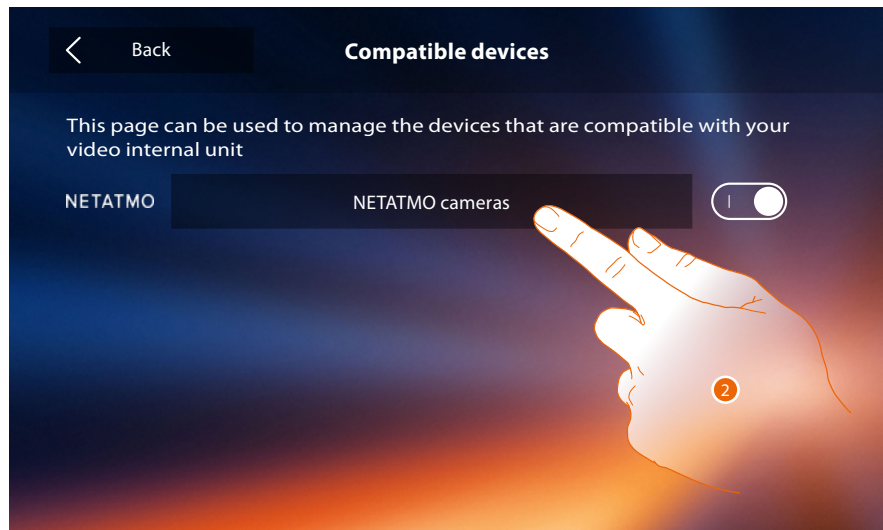 Back
Compatible devices
This page can be used to manage the devices that are compatible with your
video internal unit
NETATMO
NETATMO cameras
2